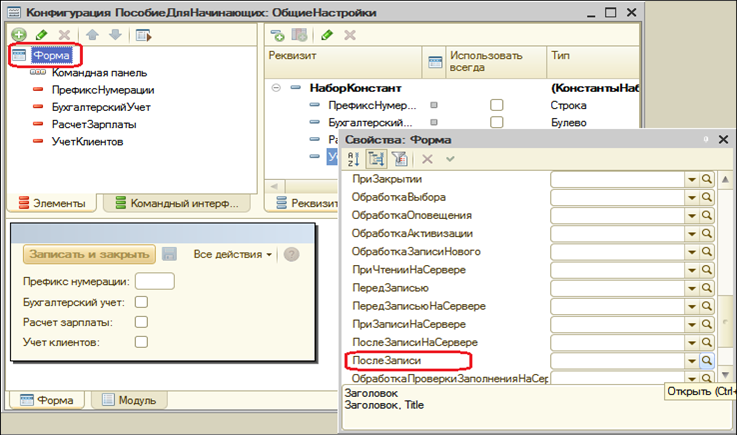 Конфигурация ПособиеДляНачинающих: ОбщиеНастройки
Форма
Командная панель
ПрефиксНумерации
БухгалтерскийУчет
РасчетЗарплаты
УчетКлиентов
Элементы
Командный интерф...
Реквизит
Использовать всегда
Тип
НаборКонстант
(КонстантыНаб
ПрефиксНумер...
Строка
Бухгалтерский...
Булево
Реквизит
Записать и закрыть
Все действия
Префикс нумерации:
Бухгалтерский учет:
Расчет зарплаты:
Учет клиентов:
Форма
Модуль
Свойства: Форма
ПриЗакрытии
ОбработкаВыбора
ОбработкаОповещения
ОбработкаАктивизации
ОбработкаЗаписиНового
ПриЧтенииНаСервере
ПередЗаписью
ПередЗаписьюНаСервере
ПриЗаписиНаСервере
ПослеЗаписиНаСервере
ПослеЗаписи
ОбработкаПроверкиЗаполненияНаСер
Открыть (Ctrl+
Заголовок
Заголовок, Title